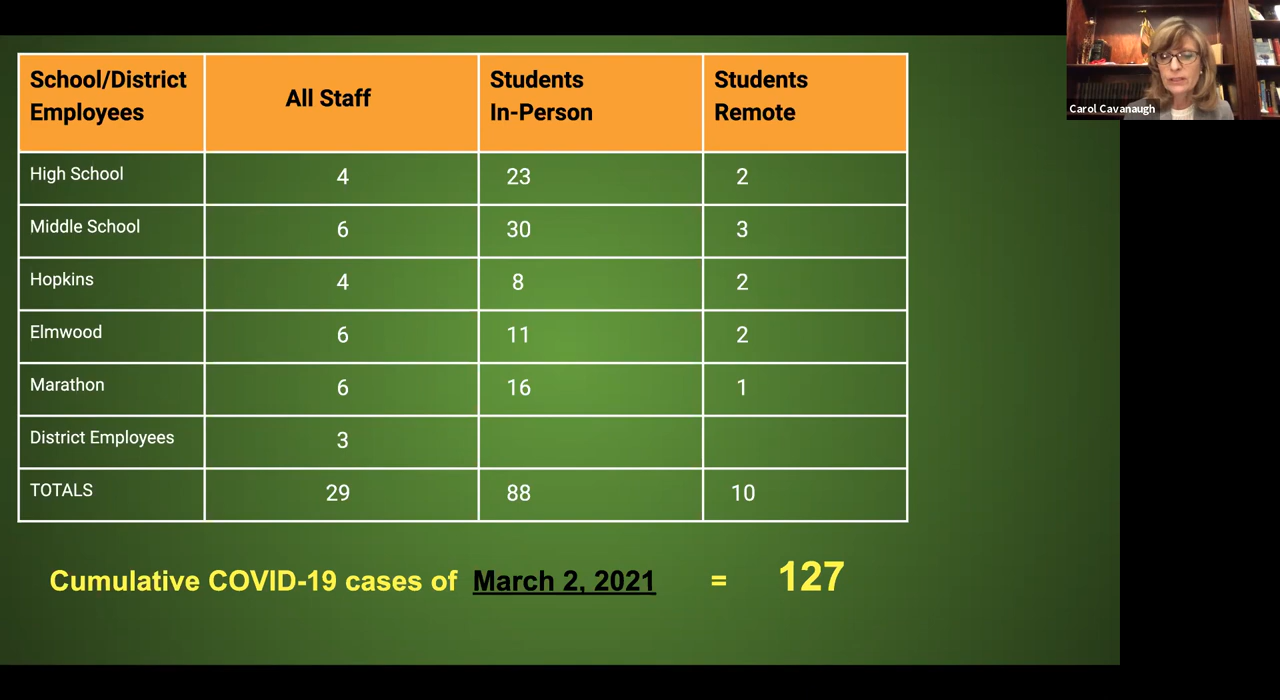 School/District Employees All Staff Students In-Person Students Remote
High School 4 23 2
Middle School 6 30 3
Hopkins 4 8 2
Elmwood 6 11 2
Marathon 6 16 1
District Employees 3
TOTALS 29 88 10
Cumulative COVID-19 cases of March 2, 2021 = 127
Carol Cavanaugh